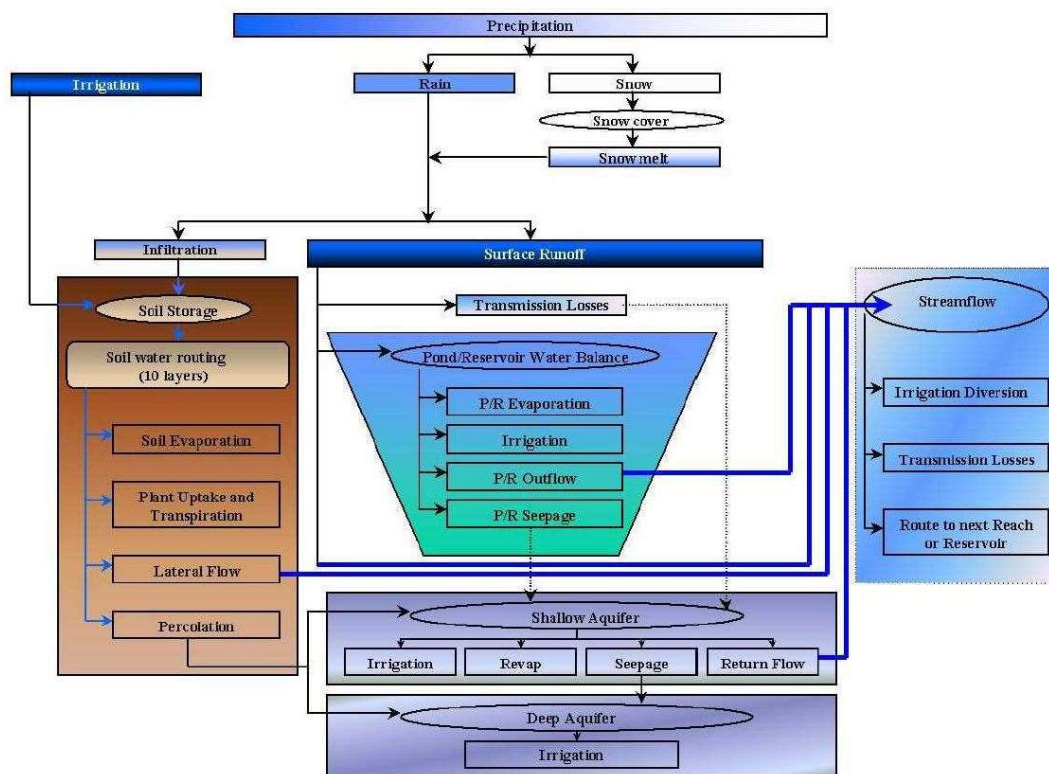 Precipitation
Irrigation
Rain
Snow
Snow cover
Snow melt
Infiltration
Surface Runoff
Soil Storage
Transmission Losses
Streamflow
Soil water routing
(10 layers)
Pond/Reservoir Water Balance
P/R Evaporation
Irrigation Diversion
Soil Evaporation
Irrigation
P/R Outflow
Transmission Losses
Plant Uptake and
Transpiration
P/R Seepage
Route to next Reach
or Reservoir
Lateral Flow
Percolation
Shallow Aquifer
Irrigation
Revap
Seepage
Return Flow
Deep Aquifer
Irrigation